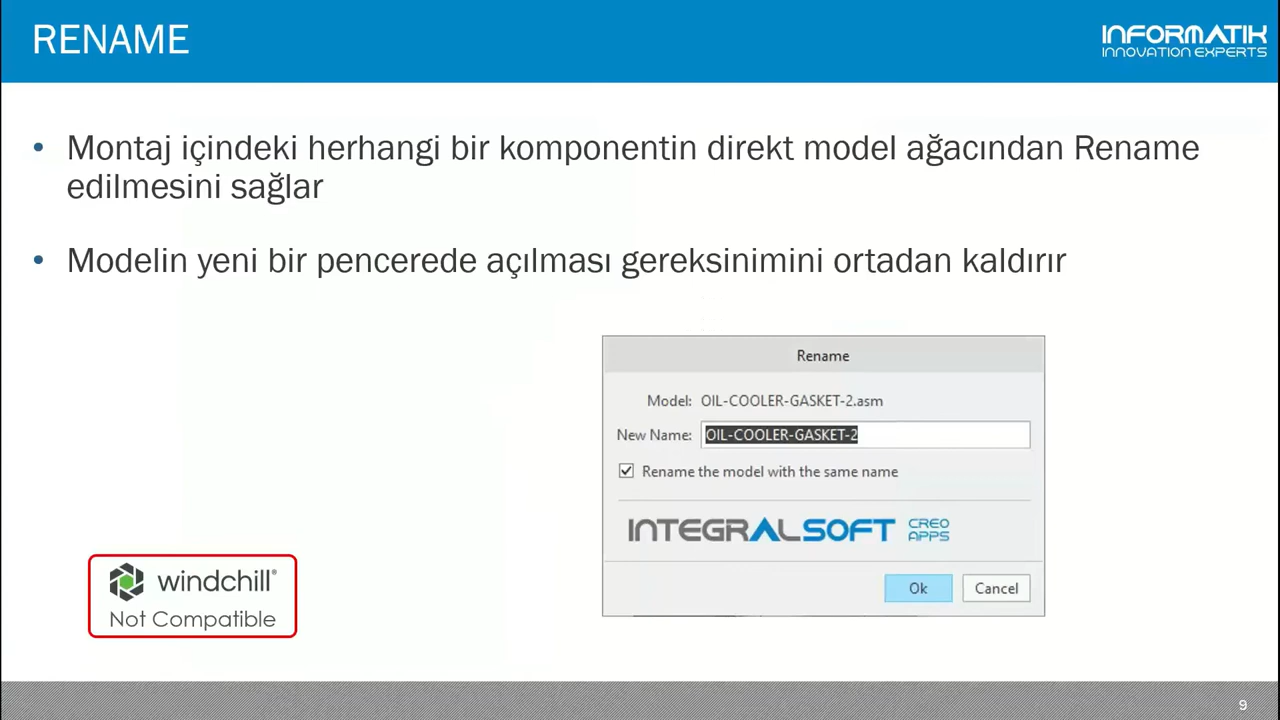 RENAME
INFORMATIK
INNOVATION EXPERTS
• Montaj içindeki herhangi bir komponentin direkt model ağacından Rename
edilmesini sağlar
• Modelin yeni bir pencerede açılması gereksinimini ortadan kaldırır
Rename
Model: OIL-COOLER-GASKET-2.asm
New Name: OIL-COOLER-GASKET-2
Rename the model with the same name
INTEGRALSOFT CREO
APPS
Ok Cancel
windchill®
Not Compatible
9